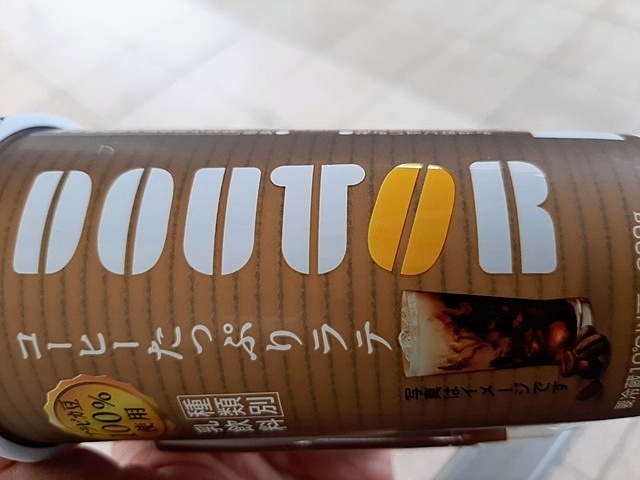 DOUTOR
コーヒーたっぷりラテ
写真はイメージです
100%
使用
種類別
乳飲料